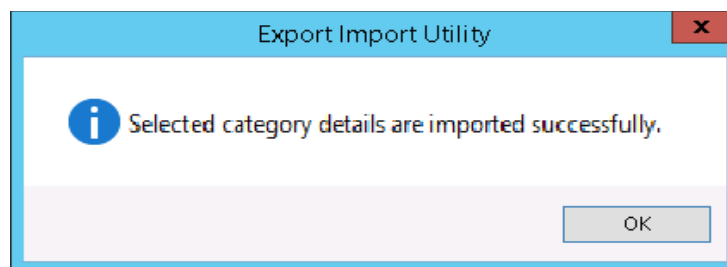 Export Import Utility
x
i
Selected category details are imported successfully.
OK